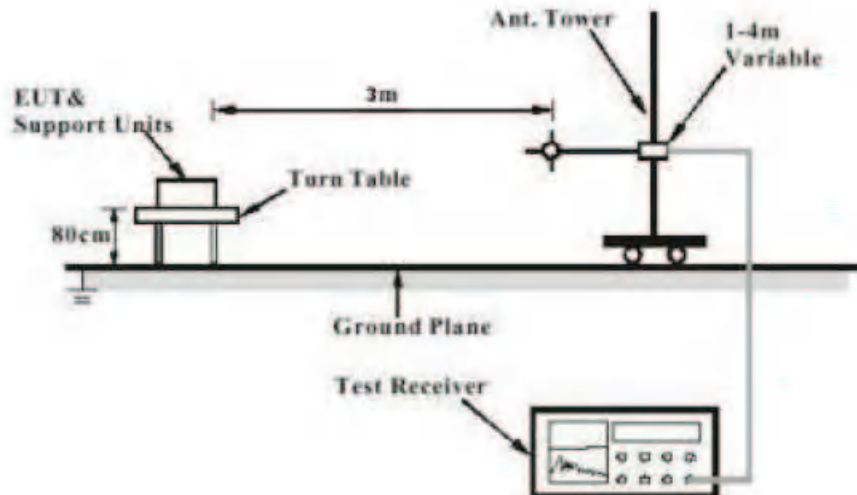 Ant. Tower
1-4m
Variable
3m
EUT&
Support Units
Turn Table
80cm
Ground Plane
Test Receiver